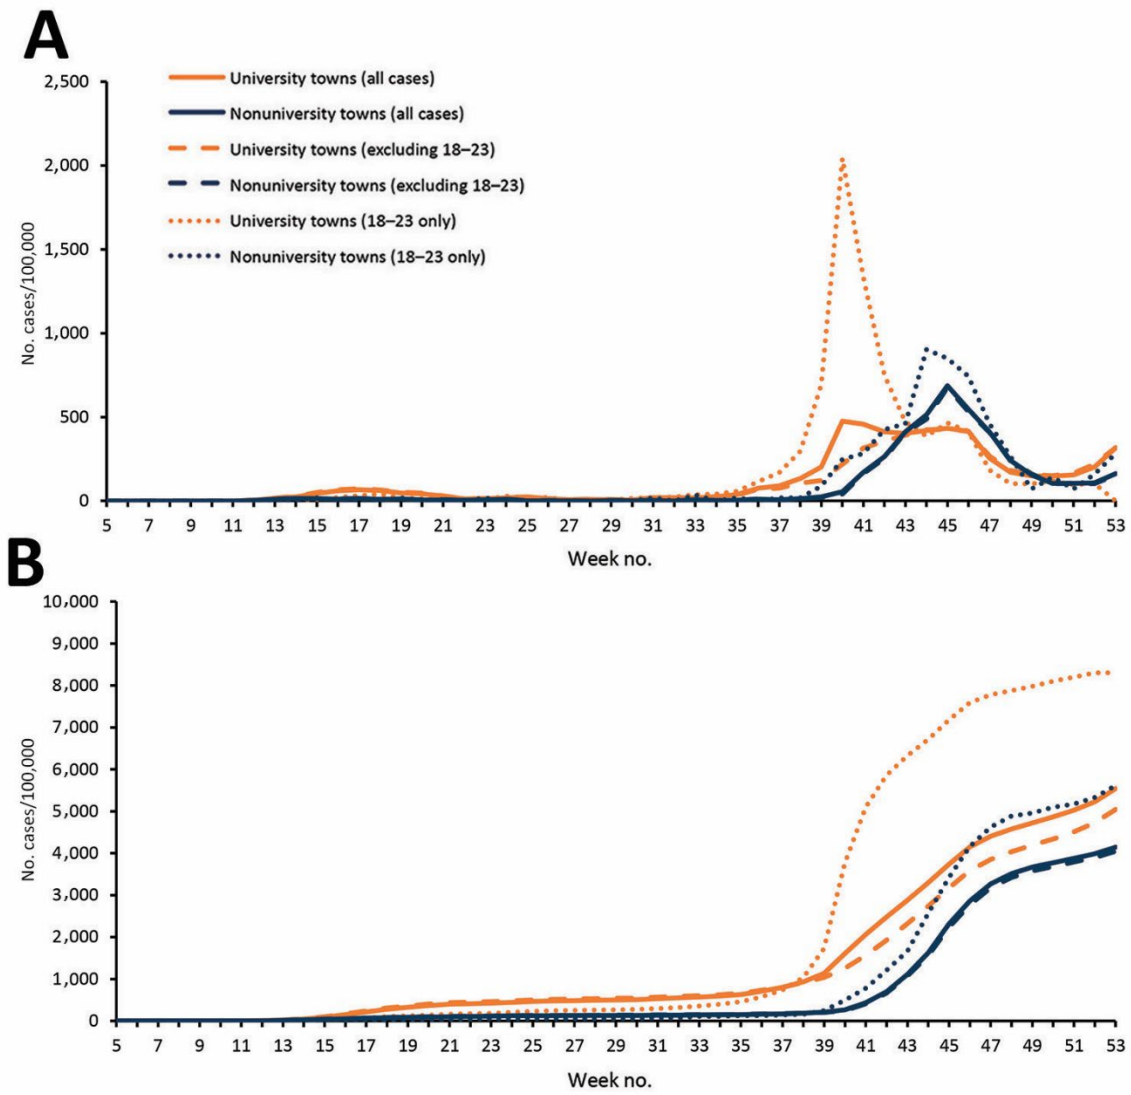 A
2,500
2,000
1,500
1,000
500
0
No. cases/100,000
University towns (all cases)
Nonuniversity towns (all cases)
University towns (excluding 18–23)
Nonuniversity towns (excluding 18–23)
University towns (18–23 only)
Nonuniversity towns (18–23 only)
5 7 9 11 13 15 17 19 21 23 25 27 29 31 33 35 37 39 41 43 45 47 49 51 53
Week no.
B
10,000
9,000
8,000
7,000
6,000
5,000
4,000
3,000
2,000
1,000
0
No. cases/100,000
5 7 9 11 13 15 17 19 21 23 25 27 29 31 33 35 37 39 41 43 45 47 49 51 53
Week no.